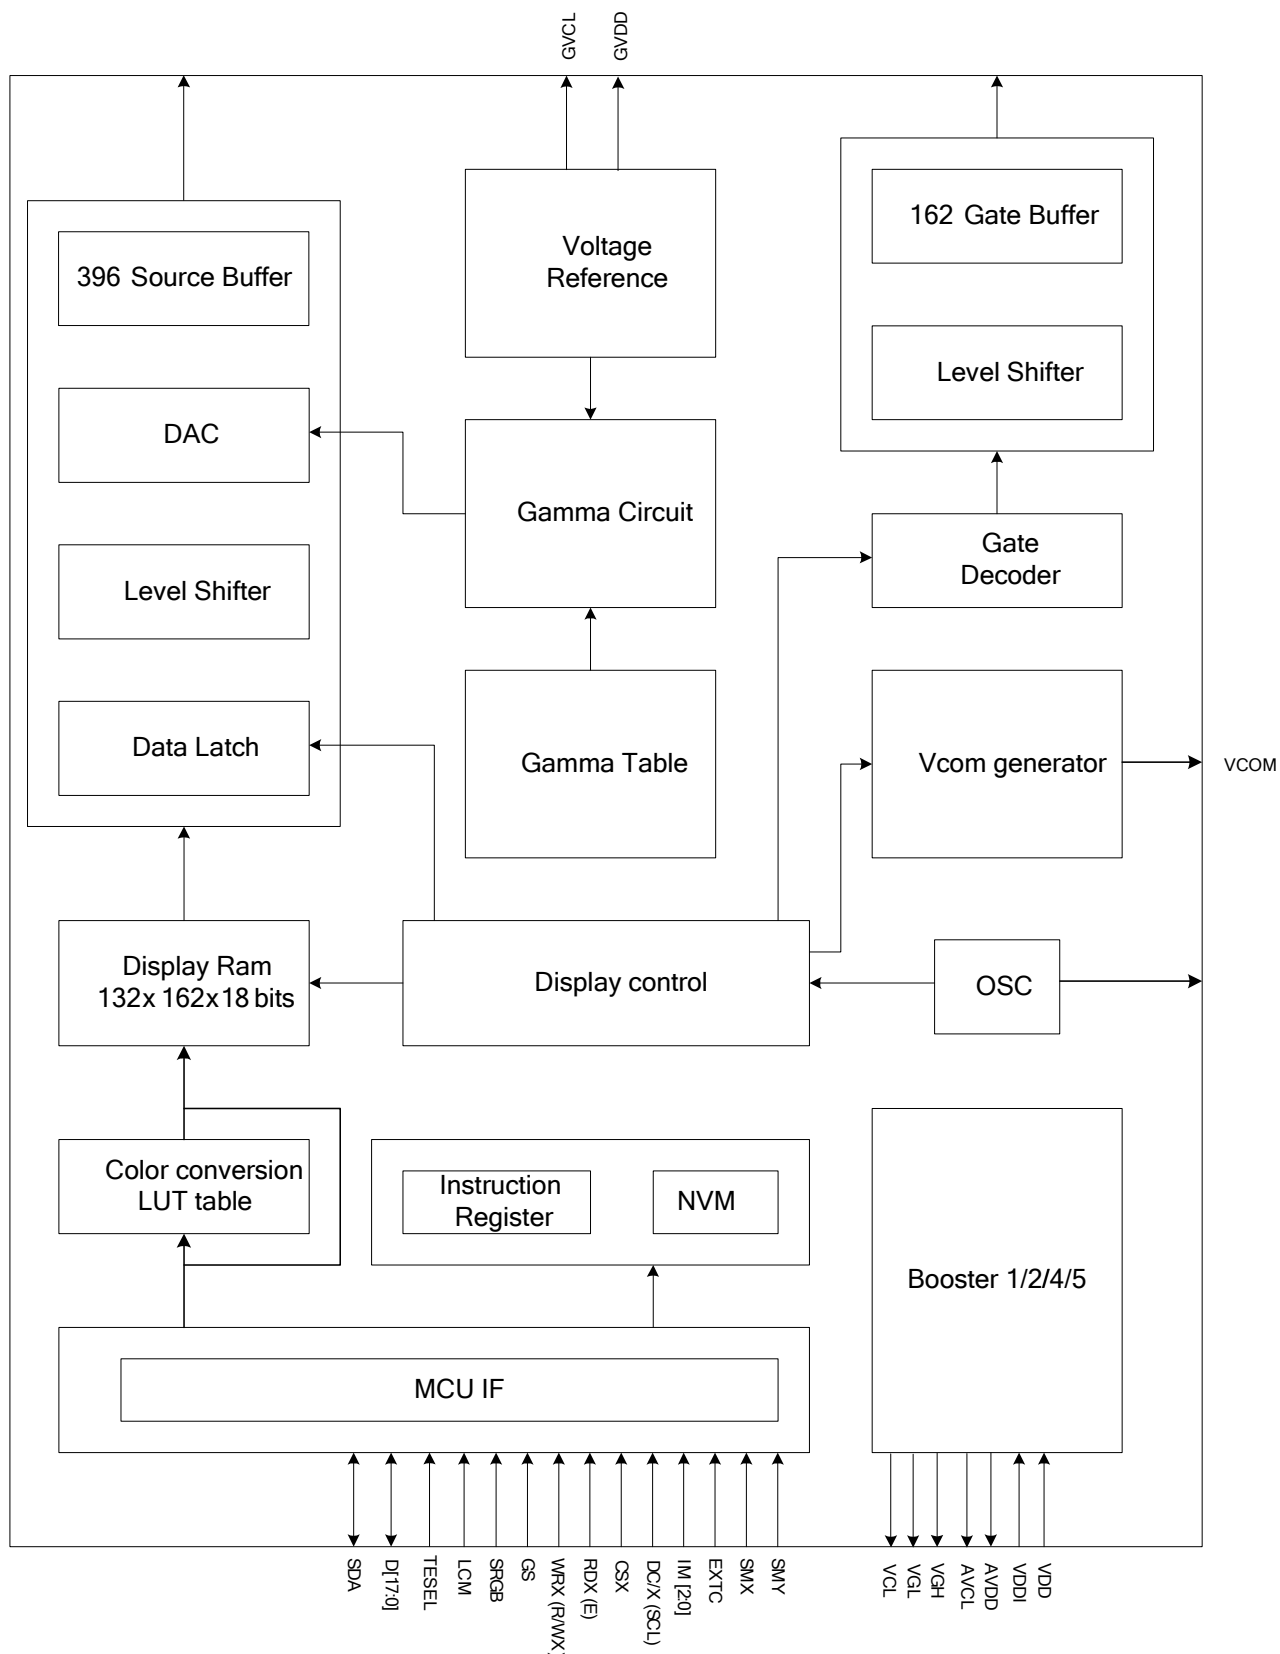 GVCL
GVDD
396 Source Buffer
Voltage
Reference
162 Gate Buffer
Level Shifter
DAC
Gamma Circuit
Gate
Decoder
Level Shifter
Data Latch
Gamma Table
Vcom generator
VCOM
Display Ram
132x 162x18 bits
Display control
OSC
Color conversion
LUT table
Instruction
Register
NVM
Booster 1/2/4/5
MCU IF
SDA
D[17:0]
TESEL
LCM
SRGB
GS
WRX (R/WX)
RDX (E)
CSX
DC/X (SCL)
IM [2:0]
EXTC
SMX
SMY
VCL
VGL
VGH
AVCL
AVDD
VDDI
VDD